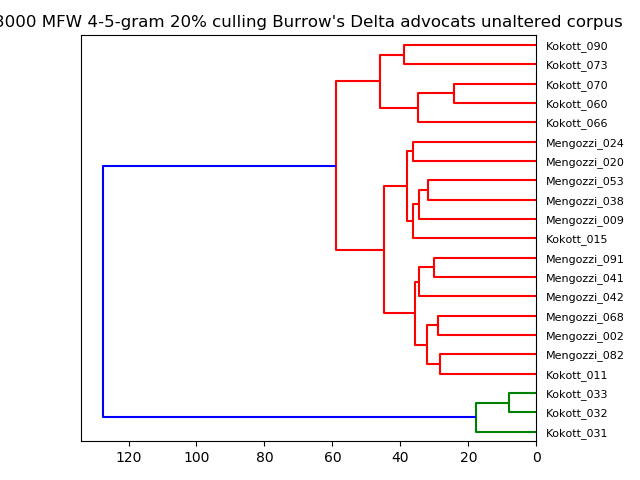 3000 MFW 4-5-gram 20% culling Burrow's Delta advocats unaltered corpus
Kokott_090
Kokott_073
Kokott_070
Kokott_060
Kokott_066
Mengozzi_024
Mengozzi_020
Mengozzi_053
Mengozzi_038
Mengozzi_009
Kokott_015
Mengozzi_091
Mengozzi_041
Mengozzi_042
Mengozzi_068
Mengozzi_002
Mengozzi_082
Kokott_011
Kokott_033
Kokott_032
Kokott_031
120 100 80 60 40 20 0